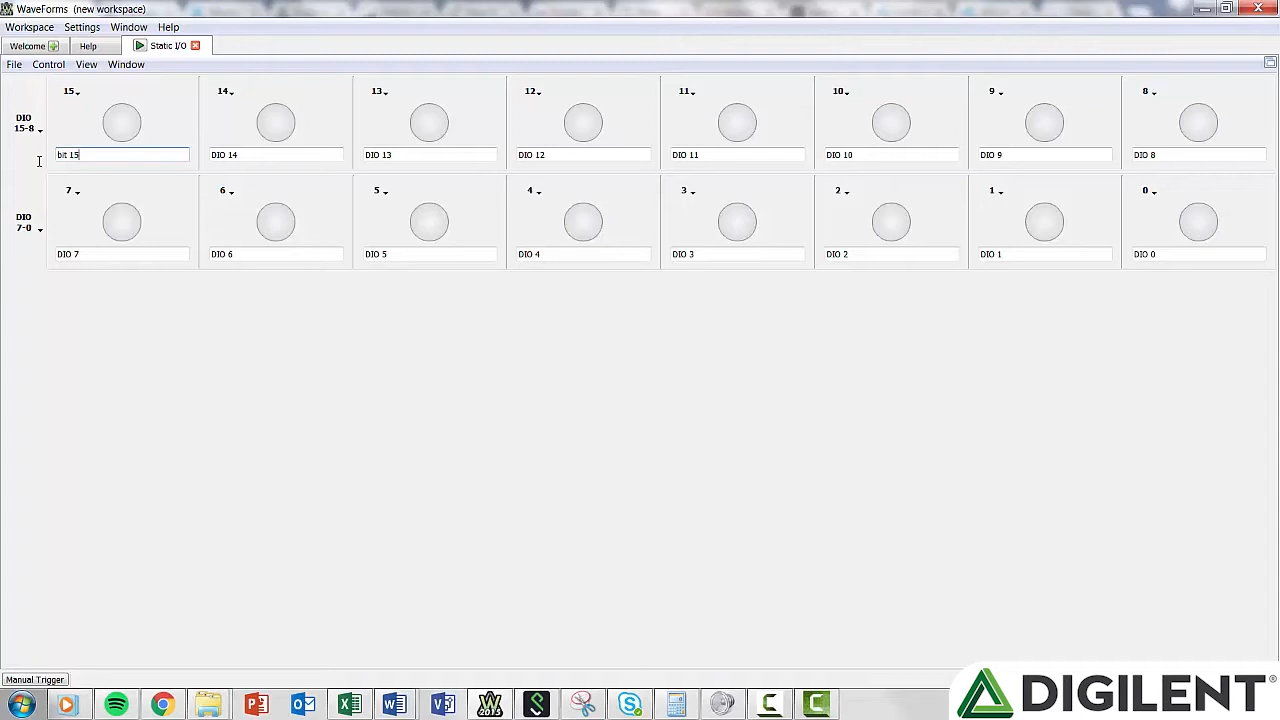 WaveForms (new workspace)
Workspace Settings Window Help
Welcome Help Static I/O
File Control View Window
15 14 13 12 11 10 9 8
DIO
15-8
bit 15 DIO 14 DIO 13 DIO 12 DIO 11 DIO 10 DIO 9 DIO 8
7 6 5 4 3 2 1 0
DIO
7-0
DIO 7 DIO 6 DIO 5 DIO 4 DIO 3 DIO 2 DIO 1 DIO 0
Manual Trigger
DIGILENT®